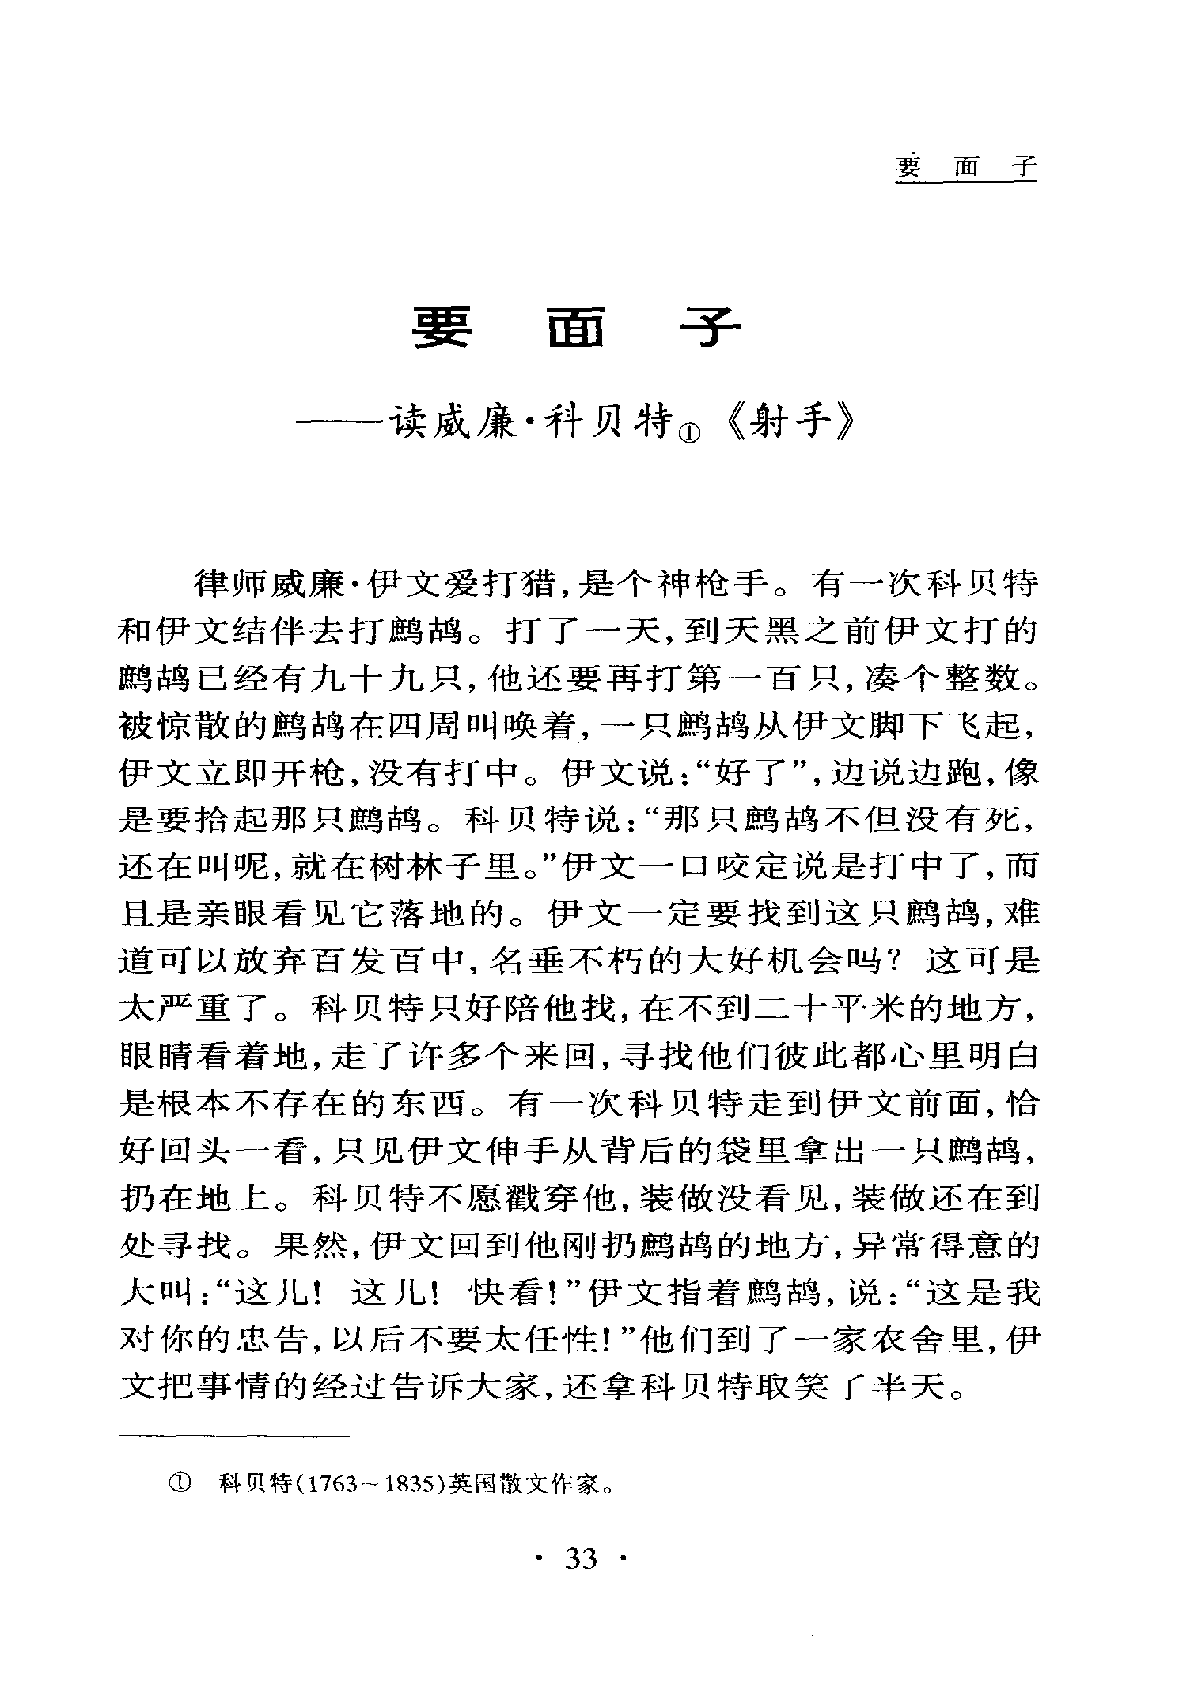 要 面 子
要 面 子
——读威廉·科贝特①《射手》
律师威廉·伊文爱打猎,是个神枪手。有一次科贝特
和伊文结伴去打鹧鸪。打了一天,到天黑之前伊文打的
鹧鸪已经有九十九只,他还要再打第一百只,凑个整数。
被惊散的鹧鸪在四周叫唤着,一只鹧鸪从伊文脚下飞起,
伊文立即开枪,没有打中。伊文说:“好了”,边说边跑,像
是要拾起那只鹧鸪。科贝特说:“那只鹧鸪不但没有死,
还在叫呢,就在树林子里。”伊文一口咬定说是打中了,而
且是亲眼看见它落地的。伊文一定要找到这只鹧鸪,难
道可以放弃百发百中,名垂不朽的大好机会吗?这可是
太严重了。科贝特只好陪他找,在不到二十平米的地方,
眼睛看着地,走了许多个来回,寻找他们彼此都心里明白
是根本不存在的东西。有一次科贝特走到伊文前面,恰
好回头一看,只见伊文伸手从背后的袋里拿出一只鹧鸪,
扔在地上。科贝特不愿戳穿他,装做没看见,装做还在到
处寻找。果然,伊文回到他刚扔鹧鸪的地方,异常得意的
大叫:“这儿!这儿!快看!”伊文指着鹧鸪,说:“这是我
对你的忠告,以后不要太任性!”他们到了一家农舍里,伊
文把事情的经过告诉大家,还拿科贝特取笑了半天。
① 科贝特(1763~1835)英国散文作家。
· 33 ·